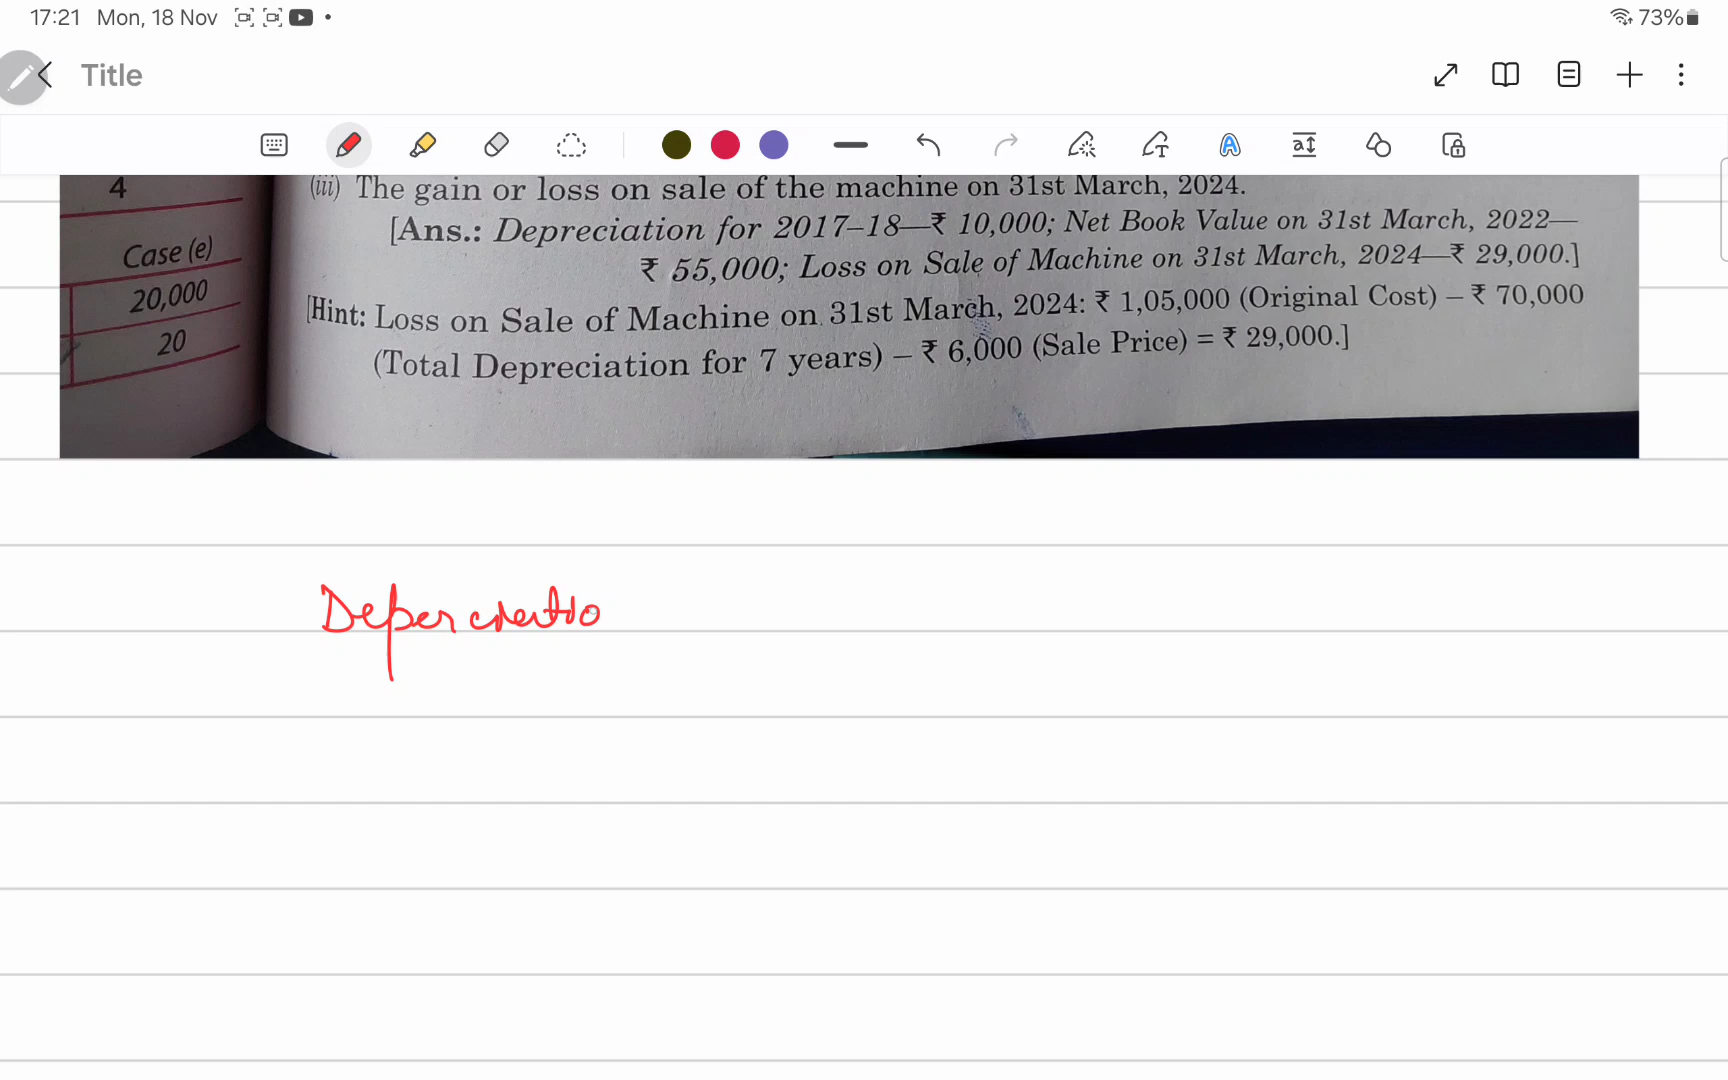 17:21 Mon, 18 Nov
73%
Title
4
Case (e)
20,000
20
(iii) The gain or loss on sale of the machine on 31st March, 2024.
[Ans.: Depreciation for 2017–18—₹ 10,000; Net Book Value on 31st March, 2022—
₹ 55,000; Loss on Sale of Machine on 31st March, 2024—₹ 29,000.]
[Hint: Loss on Sale of Machine on 31st March, 2024: ₹ 1,05,000 (Original Cost) – ₹ 70,000
(Total Depreciation for 7 years) – ₹ 6,000 (Sale Price) = ₹ 29,000.]